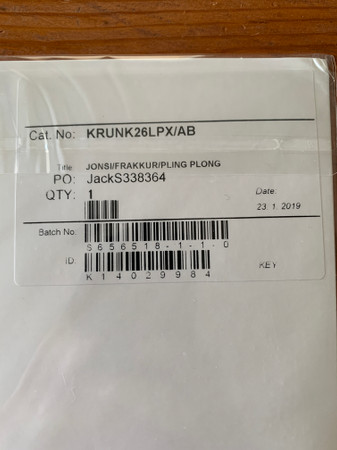 Cat. No: KRUNK26LPX/AB
Title: JONSI/FRAKKUR/PLING PLONG
PO: JackS338364
QTY: 1
Date:
23. 1. 2019
Batch No:
S656518-1-1-0
ID:
K14029984
KEY